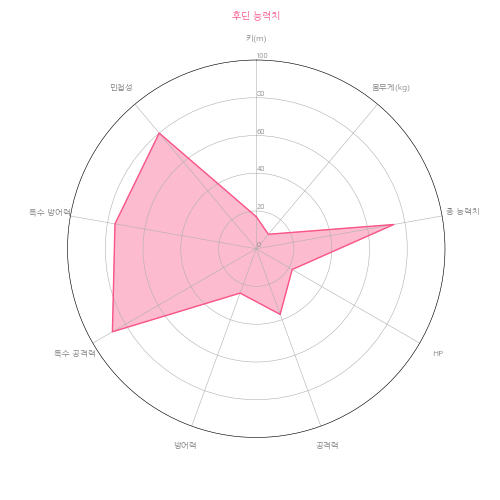 후딘 능력치
키(m)
100
민첩성
몸무게(kg)
80
60
40
특수 방어력
20
총 능력치
0
특수 공격력
HP
방어력
공격력